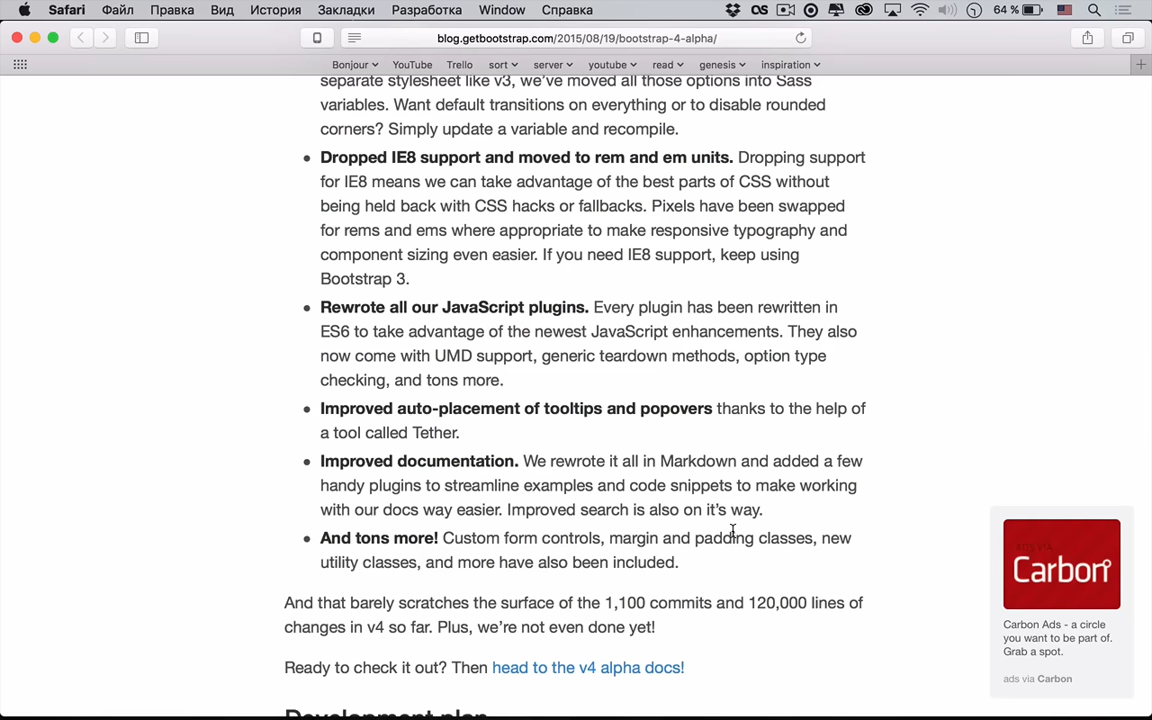 Safari Файл Правка Вид История Закладки Разработка Window Справка 64 %
blog.getbootstrap.com/2015/08/19/bootstrap-4-alpha/
Bonjour YouTube Trello sort server youtube read genesis inspiration
separate stylesheet like v3, we've moved all those options into Sass
variables. Want default transitions on everything or to disable rounded
corners? Simply update a variable and recompile.
Dropped IE8 support and moved to rem and em units. Dropping support
for IE8 means we can take advantage of the best parts of CSS without
being held back with CSS hacks or fallbacks. Pixels have been swapped
for rems and ems where appropriate to make responsive typography and
component sizing even easier. If you need IE8 support, keep using
Bootstrap 3.
Rewrote all our JavaScript plugins. Every plugin has been rewritten in
ES6 to take advantage of the newest JavaScript enhancements. They also
now come with UMD support, generic teardown methods, option type
checking, and tons more.
Improved auto-placement of tooltips and popovers thanks to the help of
a tool called Tether.
Improved documentation. We rewrote it all in Markdown and added a few
handy plugins to streamline examples and code snippets to make working
with our docs way easier. Improved search is also on it's way.
And tons more! Custom form controls, margin and padding classes, new
utility classes, and more have also been included.
And that barely scratches the surface of the 1,100 commits and 120,000 lines of
changes in v4 so far. Plus, we're not even done yet!
Ready to check it out? Then head to the v4 alpha docs!
Development plan
ADS VIA
Carbon
Carbon Ads - a circle
you want to be part of.
Grab a spot.
ads via Carbon